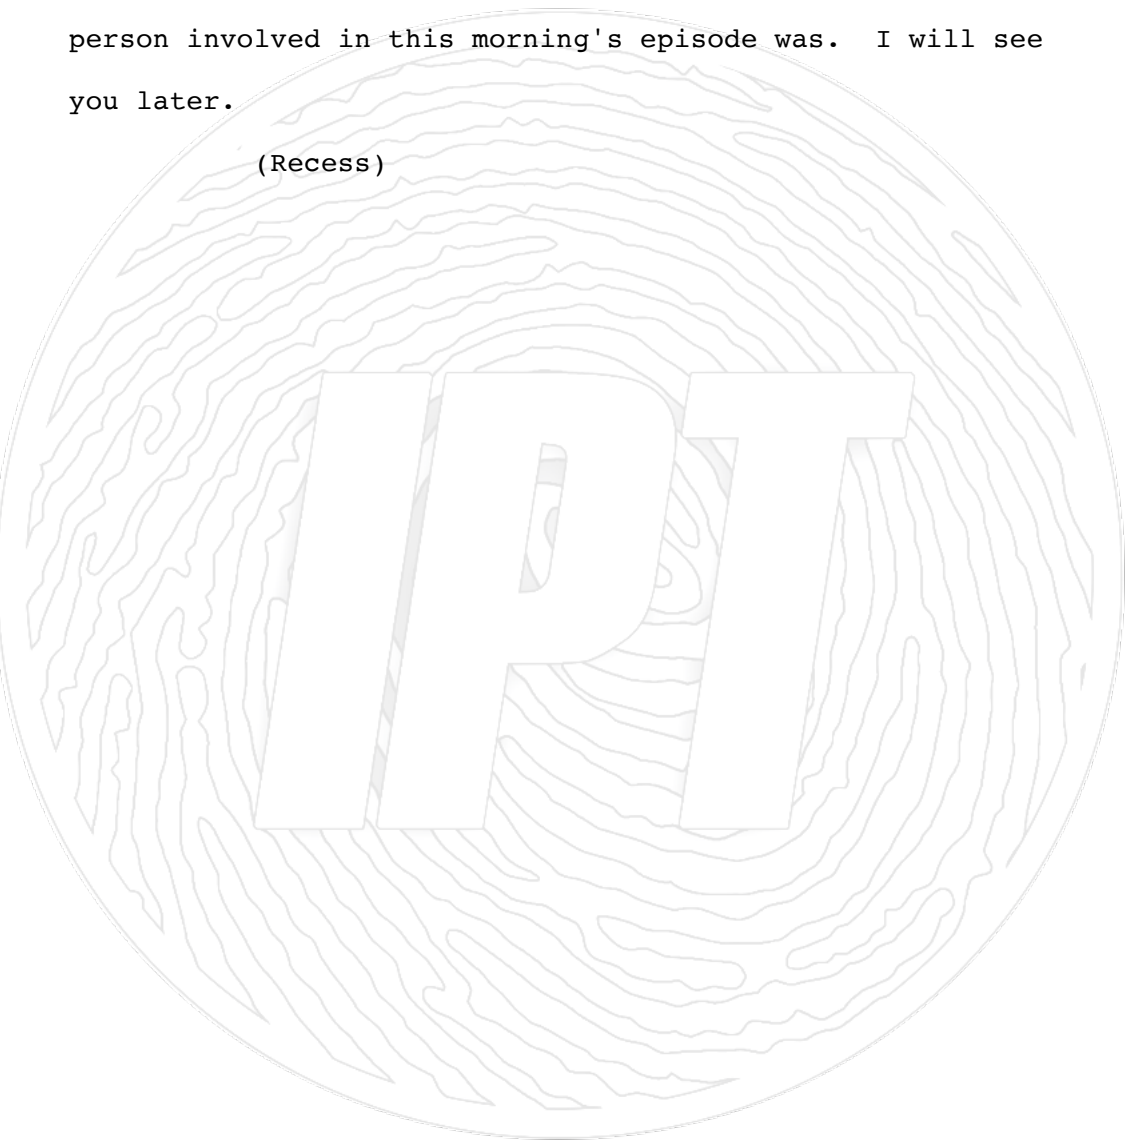 person involved in this morning's episode was.  I will see
you later.
(Recess)
IPT